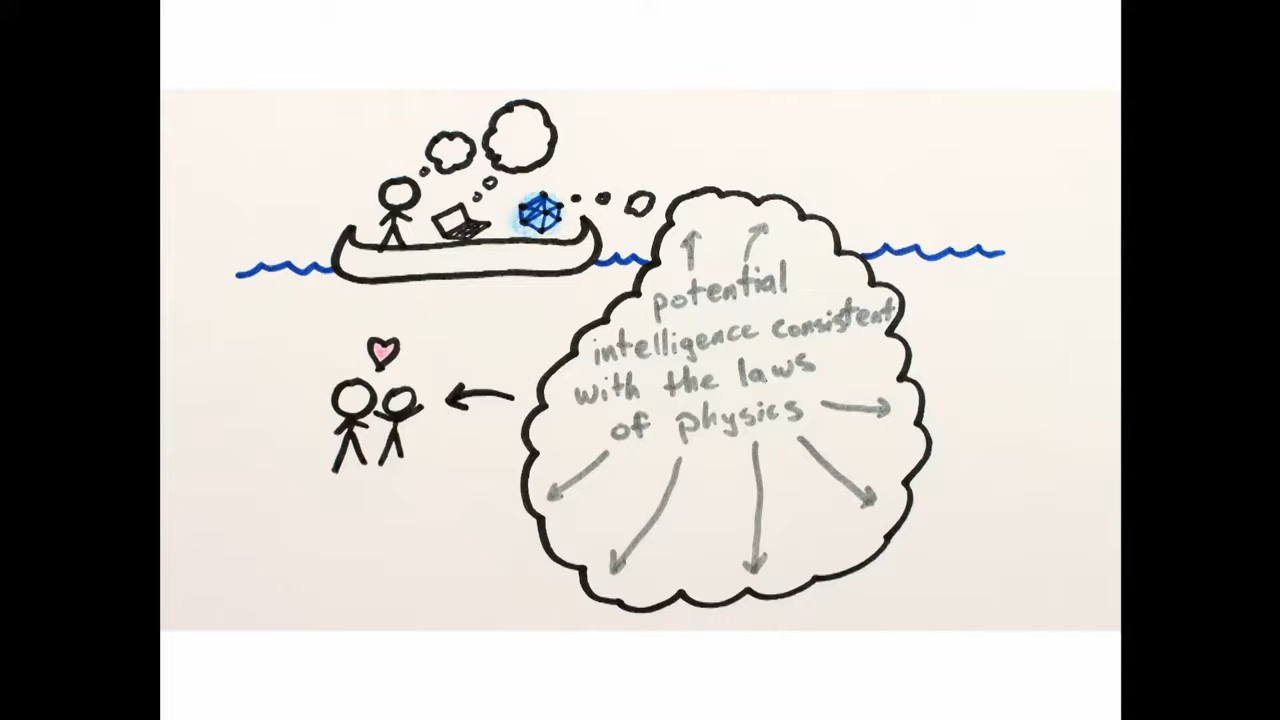 potential
intelligence consistent
with the laws
of physics